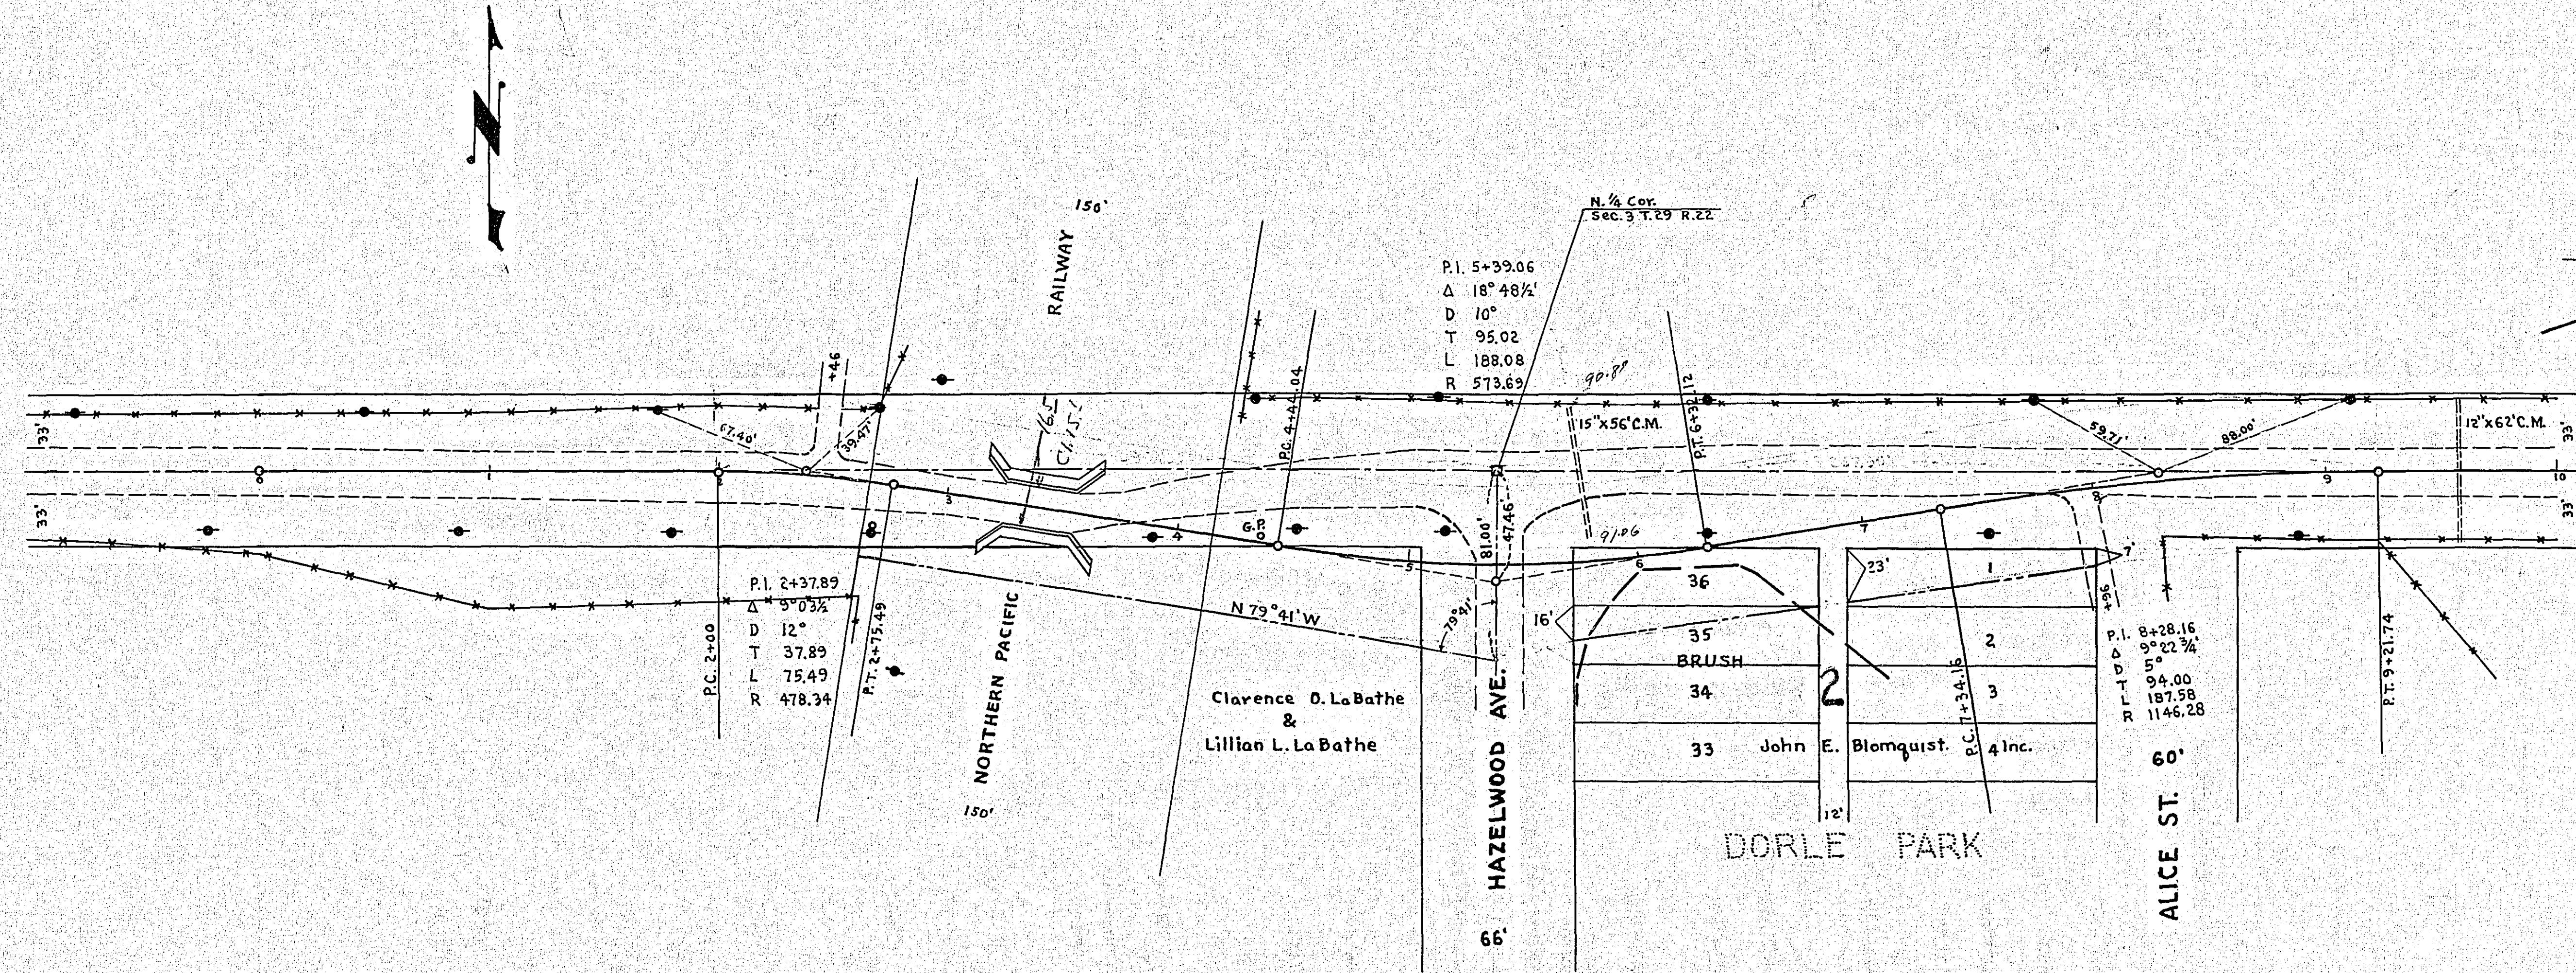 N
150'
RAILWAY
N. 1/4 Cor.
Sec. 3 T. 29 R. 22
P.I. 5+39.06
Δ 18° 48½'
D 10°
T 95.02
L 188.08
R 573.69
+46
67.40'
39.47'
16.5'
P.C. 4+44.04
90.88
15"x56' C.M.
P.T. 6+32.12
59.71'
88.00'
12"x62' C.M.
33'
33'
33'
33'
0
1
2
3
4
5
6
7
8
9
10
G.P.
81.00'
47.46'
91.06
P.I. 2+37.89
Δ 9°03½'
D 12°
T 37.89
L 75.49
R 478.34
P.C. 2+00
P.T. 2+75.49
NORTHERN PACIFIC
150'
N 79°41' W
79°41'
Clarence O. LaBathe
&
Lillian L. LaBathe
66' HAZELWOOD AVE.
16'
36
35
BRUSH
34
33
John E. Blomquist. Inc.
2
23'
1
2
3
4
7'
12'
P.C. 7+34.16
+96
P.I. 8+28.16
Δ 9°22¾'
D 5°
T 94.00
L 187.58
R 1146.28
60'
ALICE ST.
P.T. 9+21.74
DORLE PARK